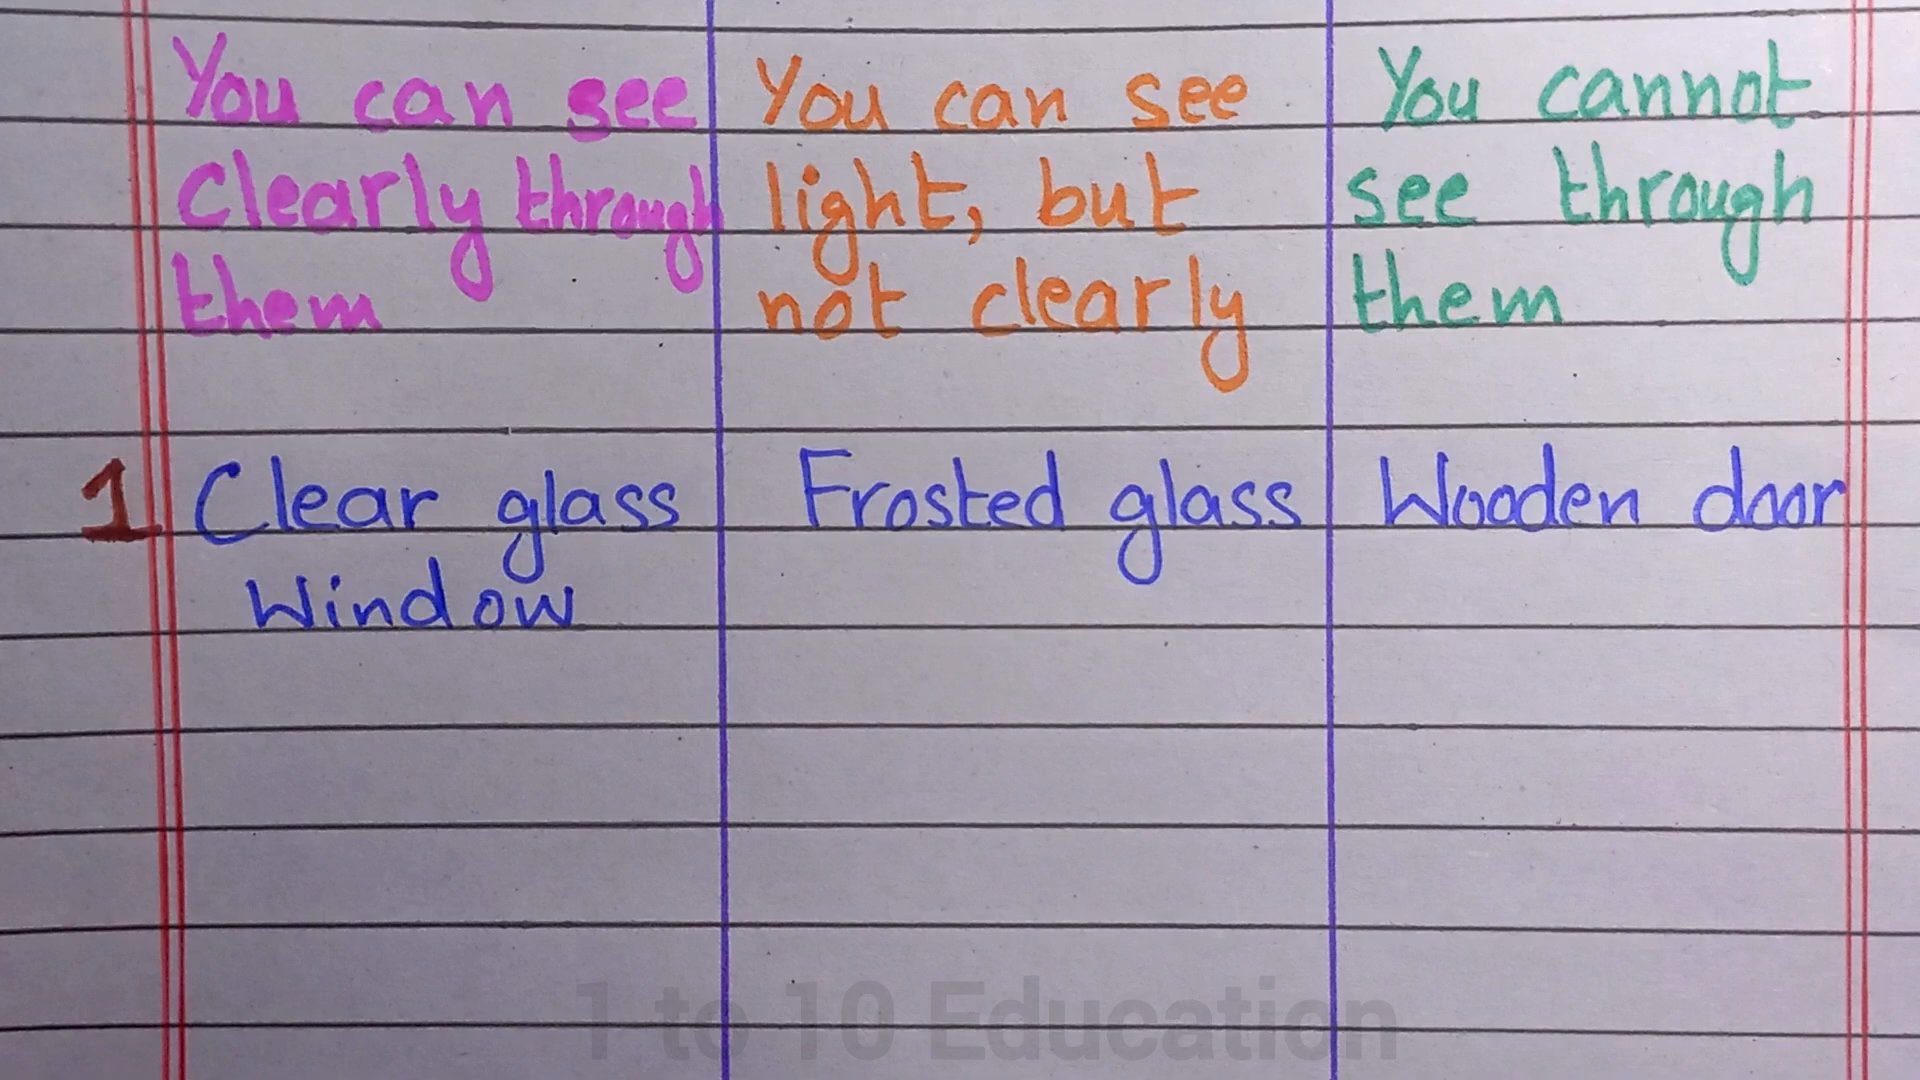 You can see
clearly through
them
You can see
light, but
not clearly
You cannot
see through
them
1 Clear glass
Window
Frosted glass
Wooden door
1 to 10 Education